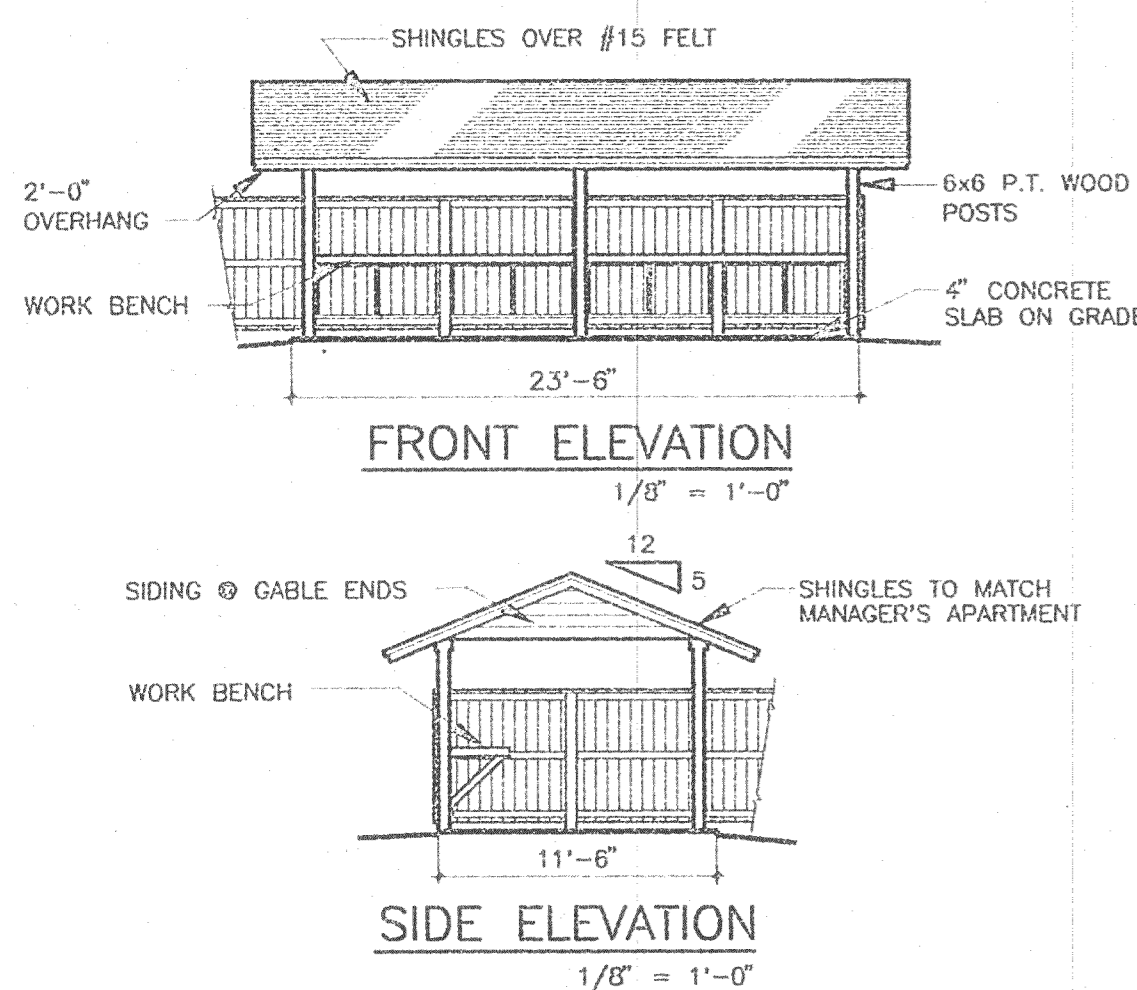 SHINGLES OVER #15 FELT
2'-0"
OVERHANG
6x6 P.T. WOOD
POSTS
WORK BENCH
4" CONCRETE
SLAB ON GRADE
23'-6"
FRONT ELEVATION
1/8" = 1'-0"
12
5
SIDING @ GABLE ENDS
SHINGLES TO MATCH
MANAGER'S APARTMENT
WORK BENCH
11'-6"
SIDE ELEVATION
1/8" = 1'-0"